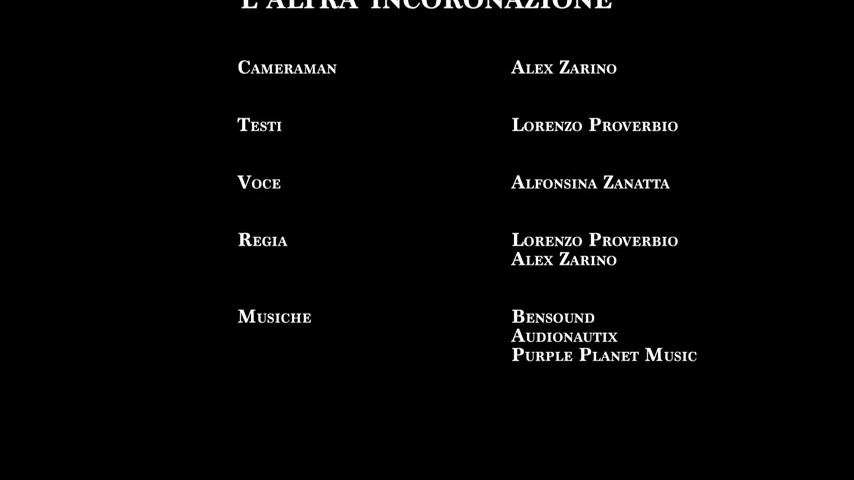 L'ALTRA INCORONAZIONE
CAMERAMAN ALEX ZARINO
TESTI LORENZO PROVERBIO
VOCE ALFONSINA ZANATTA
REGIA LORENZO PROVERBIO
ALEX ZARINO
MUSICHE BENSOUND
AUDIONAUTIX
PURPLE PLANET MUSIC